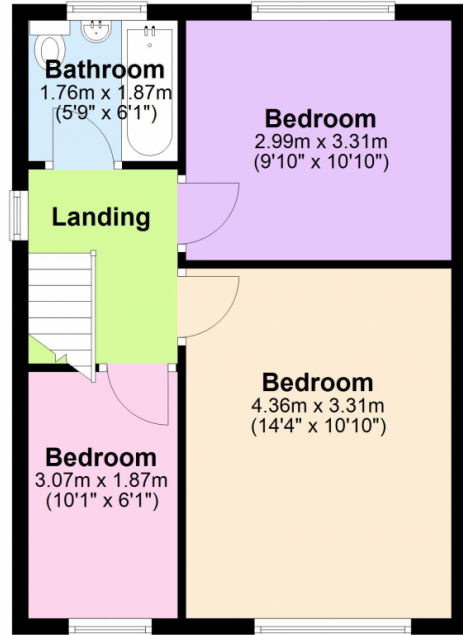 Bathroom
1.76m x 1.87m
(5'9" x 6'1")
Bedroom
2.99m x 3.31m
(9'10" x 10'10")
Landing
Bedroom
4.36m x 3.31m
(14'4" x 10'10")
Bedroom
3.07m x 1.87m
(10'1" x 6'1")